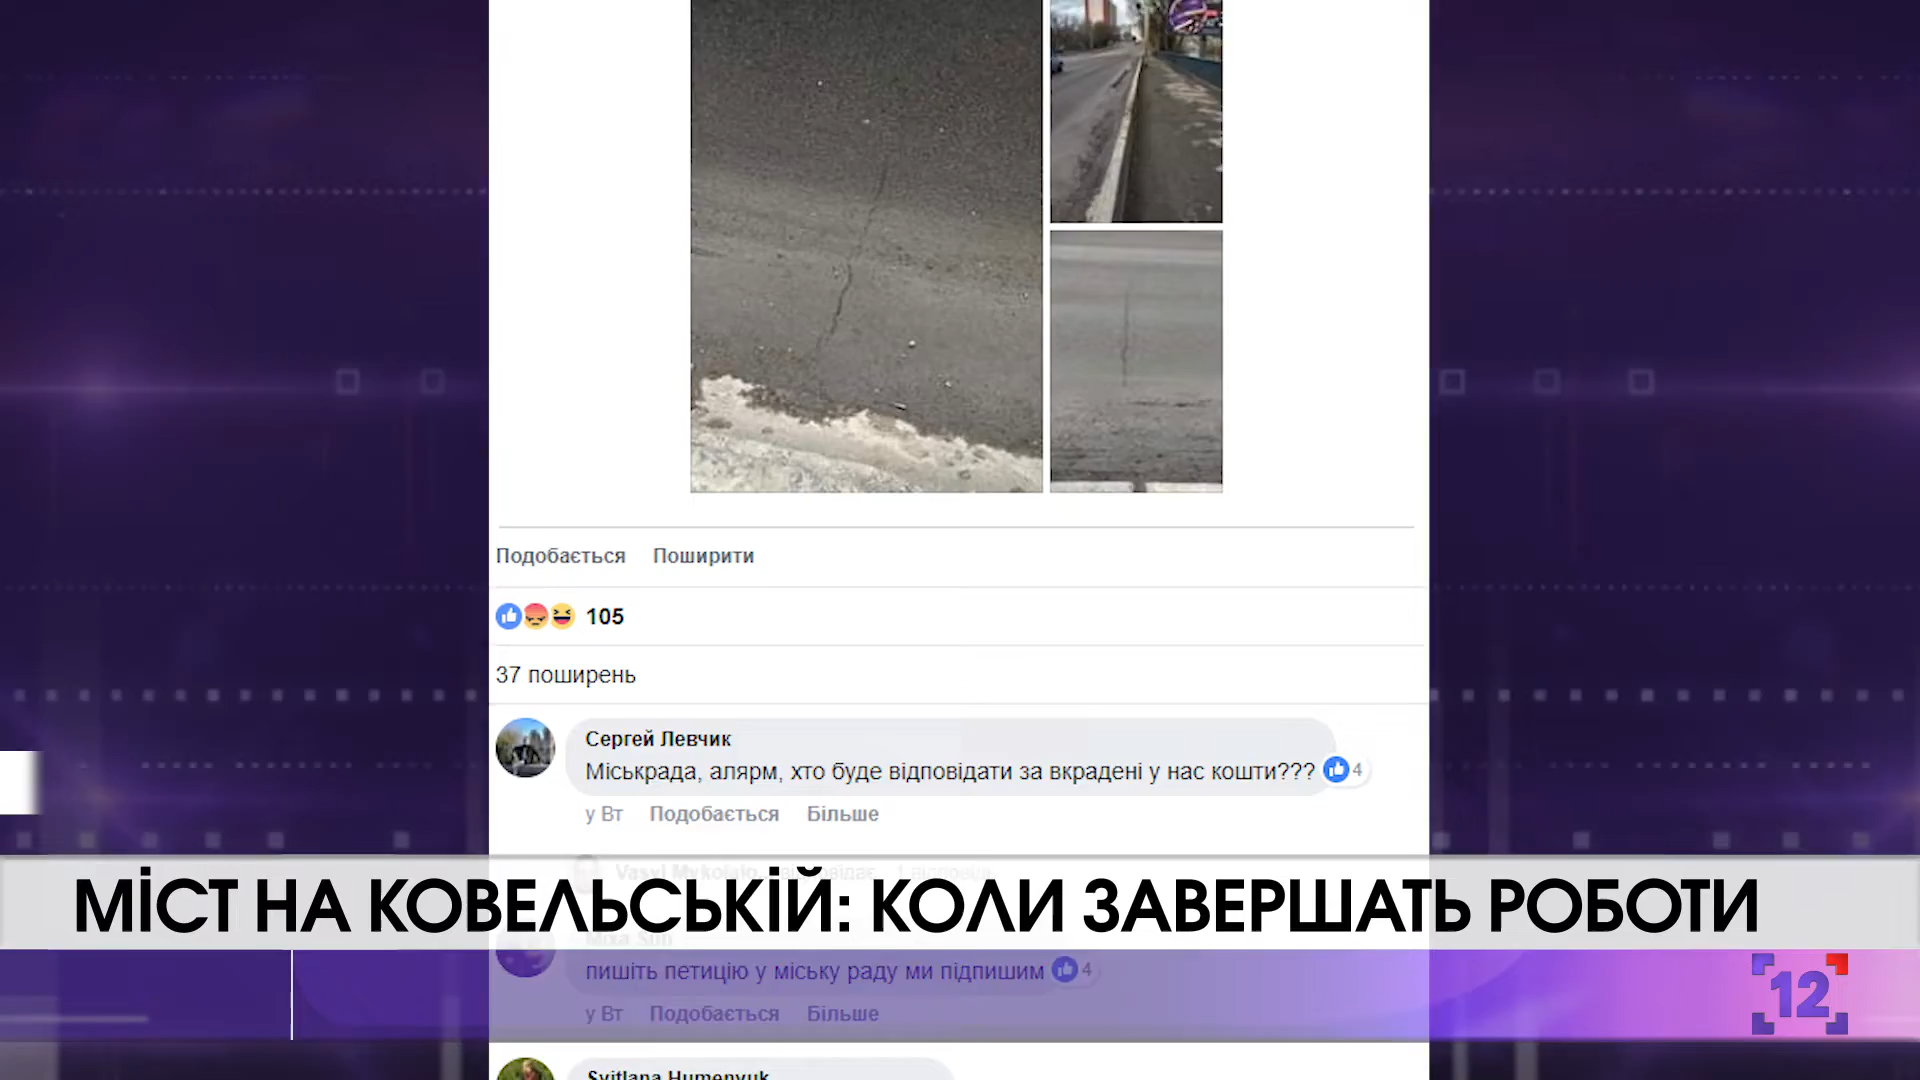 Подобається Поширити
105
37 поширень
Сергей Левчик
Міськрада, алярм, хто буде відповідати за вкрадені у нас кошти??? 4
у Вт Подобається Більше
Vasyl Mykolaio...
МІСТ НА КОВЕЛЬСЬКІЙ: КОЛИ ЗАВЕРШАТЬ РОБОТИ
пишіть петицію у міську раду ми підпишим 4
12
у Вт Подобається Більше
Svitlana Humenyuk